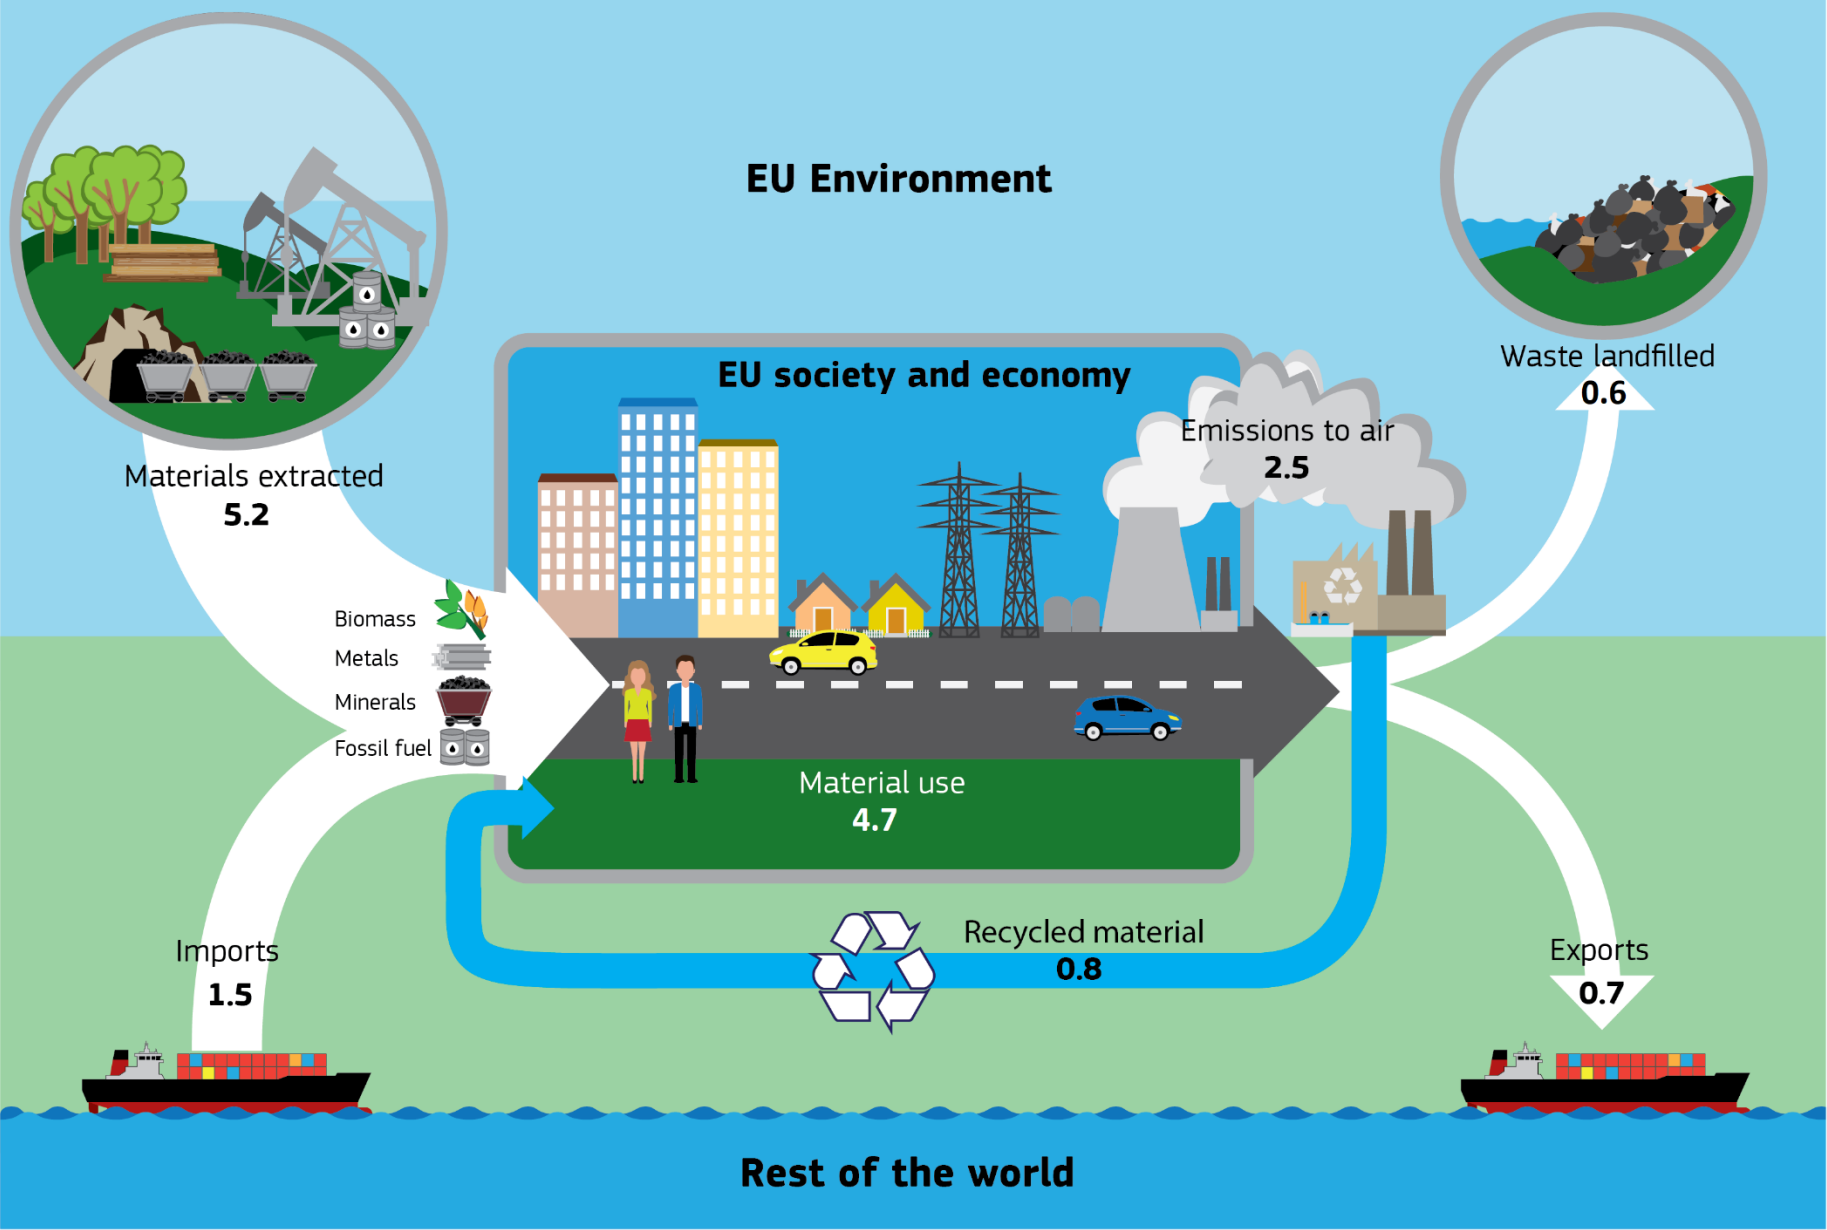 EU Environment
Waste landfilled
0.6
EU society and economy
Emissions to air
2.5
Materials extracted
5.2
Biomass
Metals
Minerals
Fossil fuel
Material use
4.7
Recycled material
0.8
Imports
1.5
Exports
0.7
Rest of the world